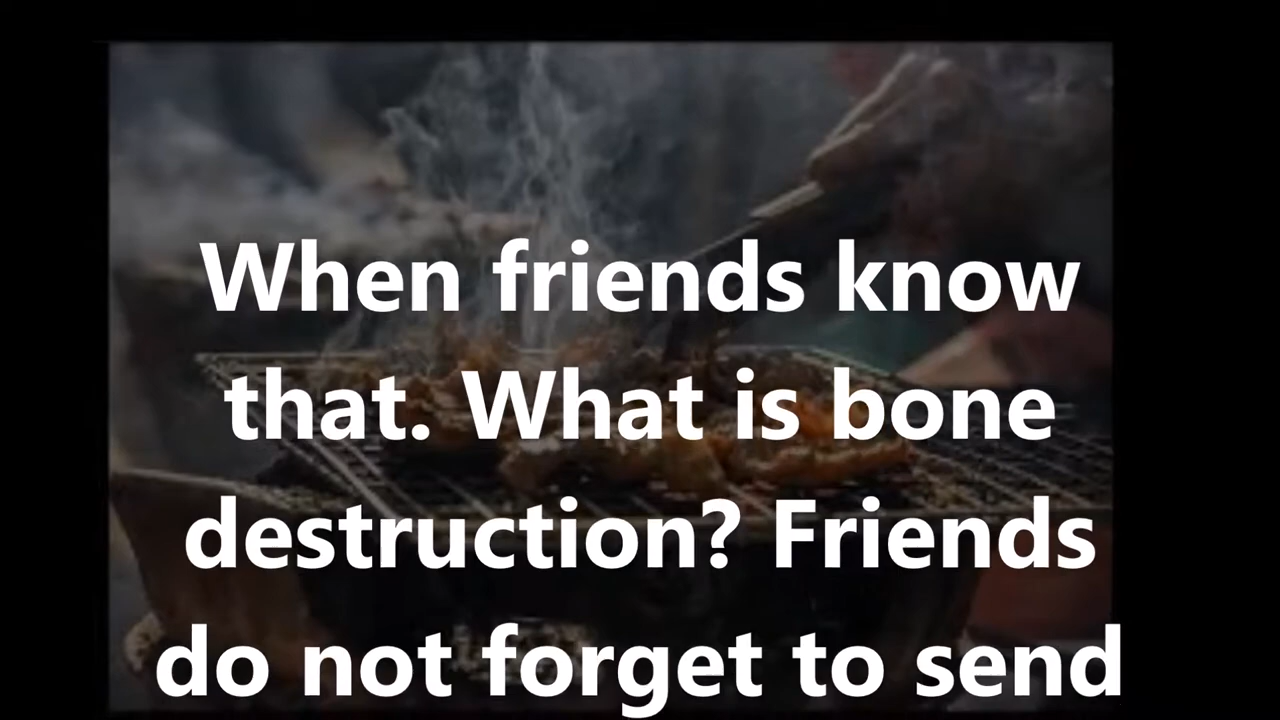 When friends know
that. What is bone
destruction? Friends
do not forget to send